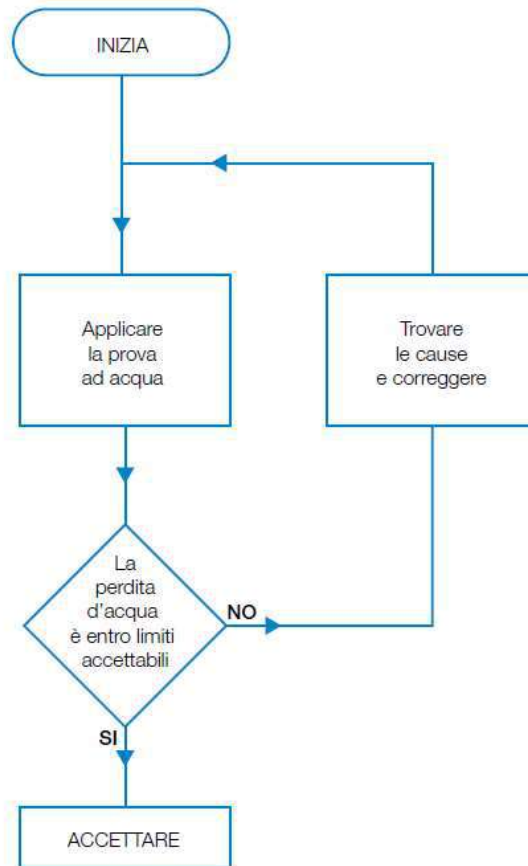 INIZIA
Applicare
la prova
ad acqua
Trovare
le cause
e correggere
La
perdita
d'acqua
è entro limiti
accettabili
NO
SI
ACCETTARE